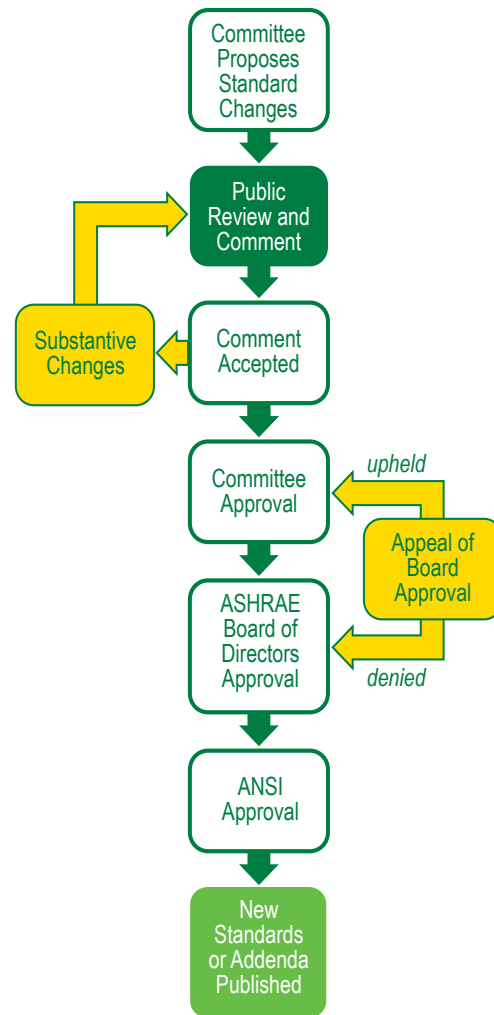 Committee
Proposes
Standard
Changes
Public
Review and
Comment
Substantive
Changes
Comment
Accepted
Committee
Approval
upheld
Appeal of
Board
Approval
ASHRAE
Board of
Directors
Approval
denied
ANSI
Approval
New
Standards
or Addenda
Published